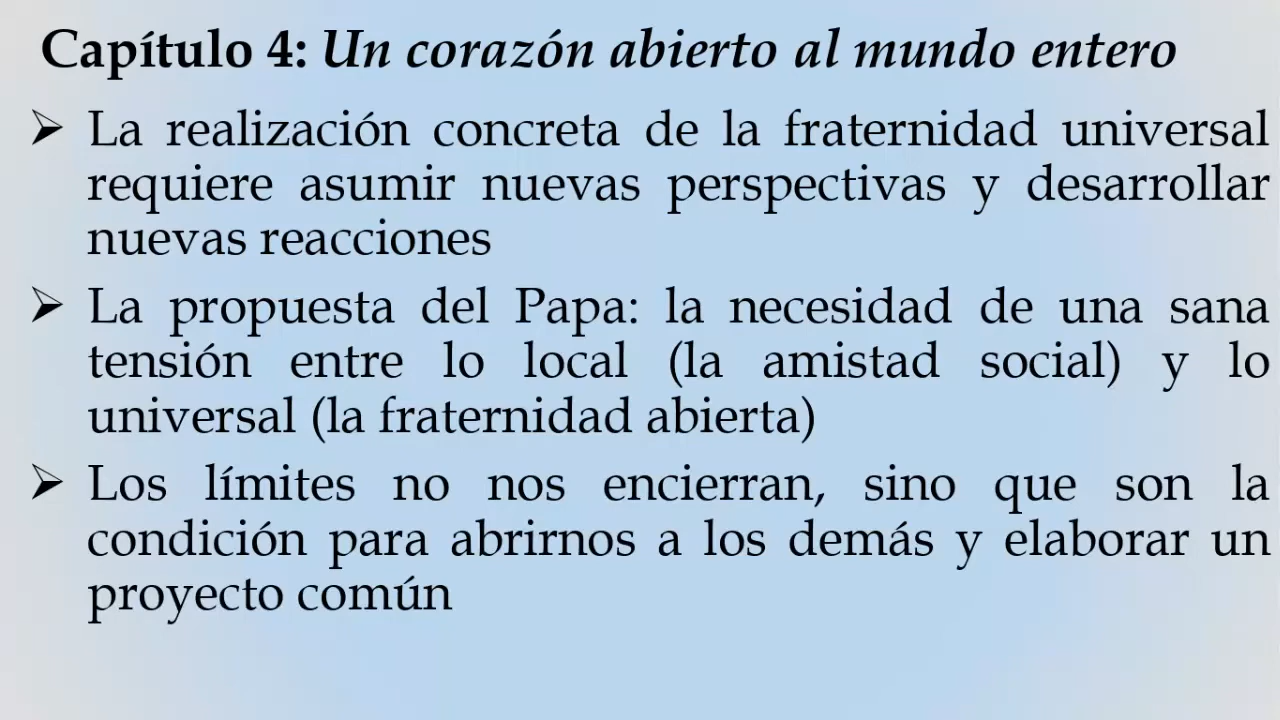 Capítulo 4: Un corazón abierto al mundo entero
➢ La realización concreta de la fraternidad universal
requiere asumir nuevas perspectivas y desarrollar
nuevas reacciones
➢ La propuesta del Papa: la necesidad de una sana
tensión entre lo local (la amistad social) y lo
universal (la fraternidad abierta)
➢ Los límites no nos encierran, sino que son la
condición para abrirnos a los demás y elaborar un
proyecto común